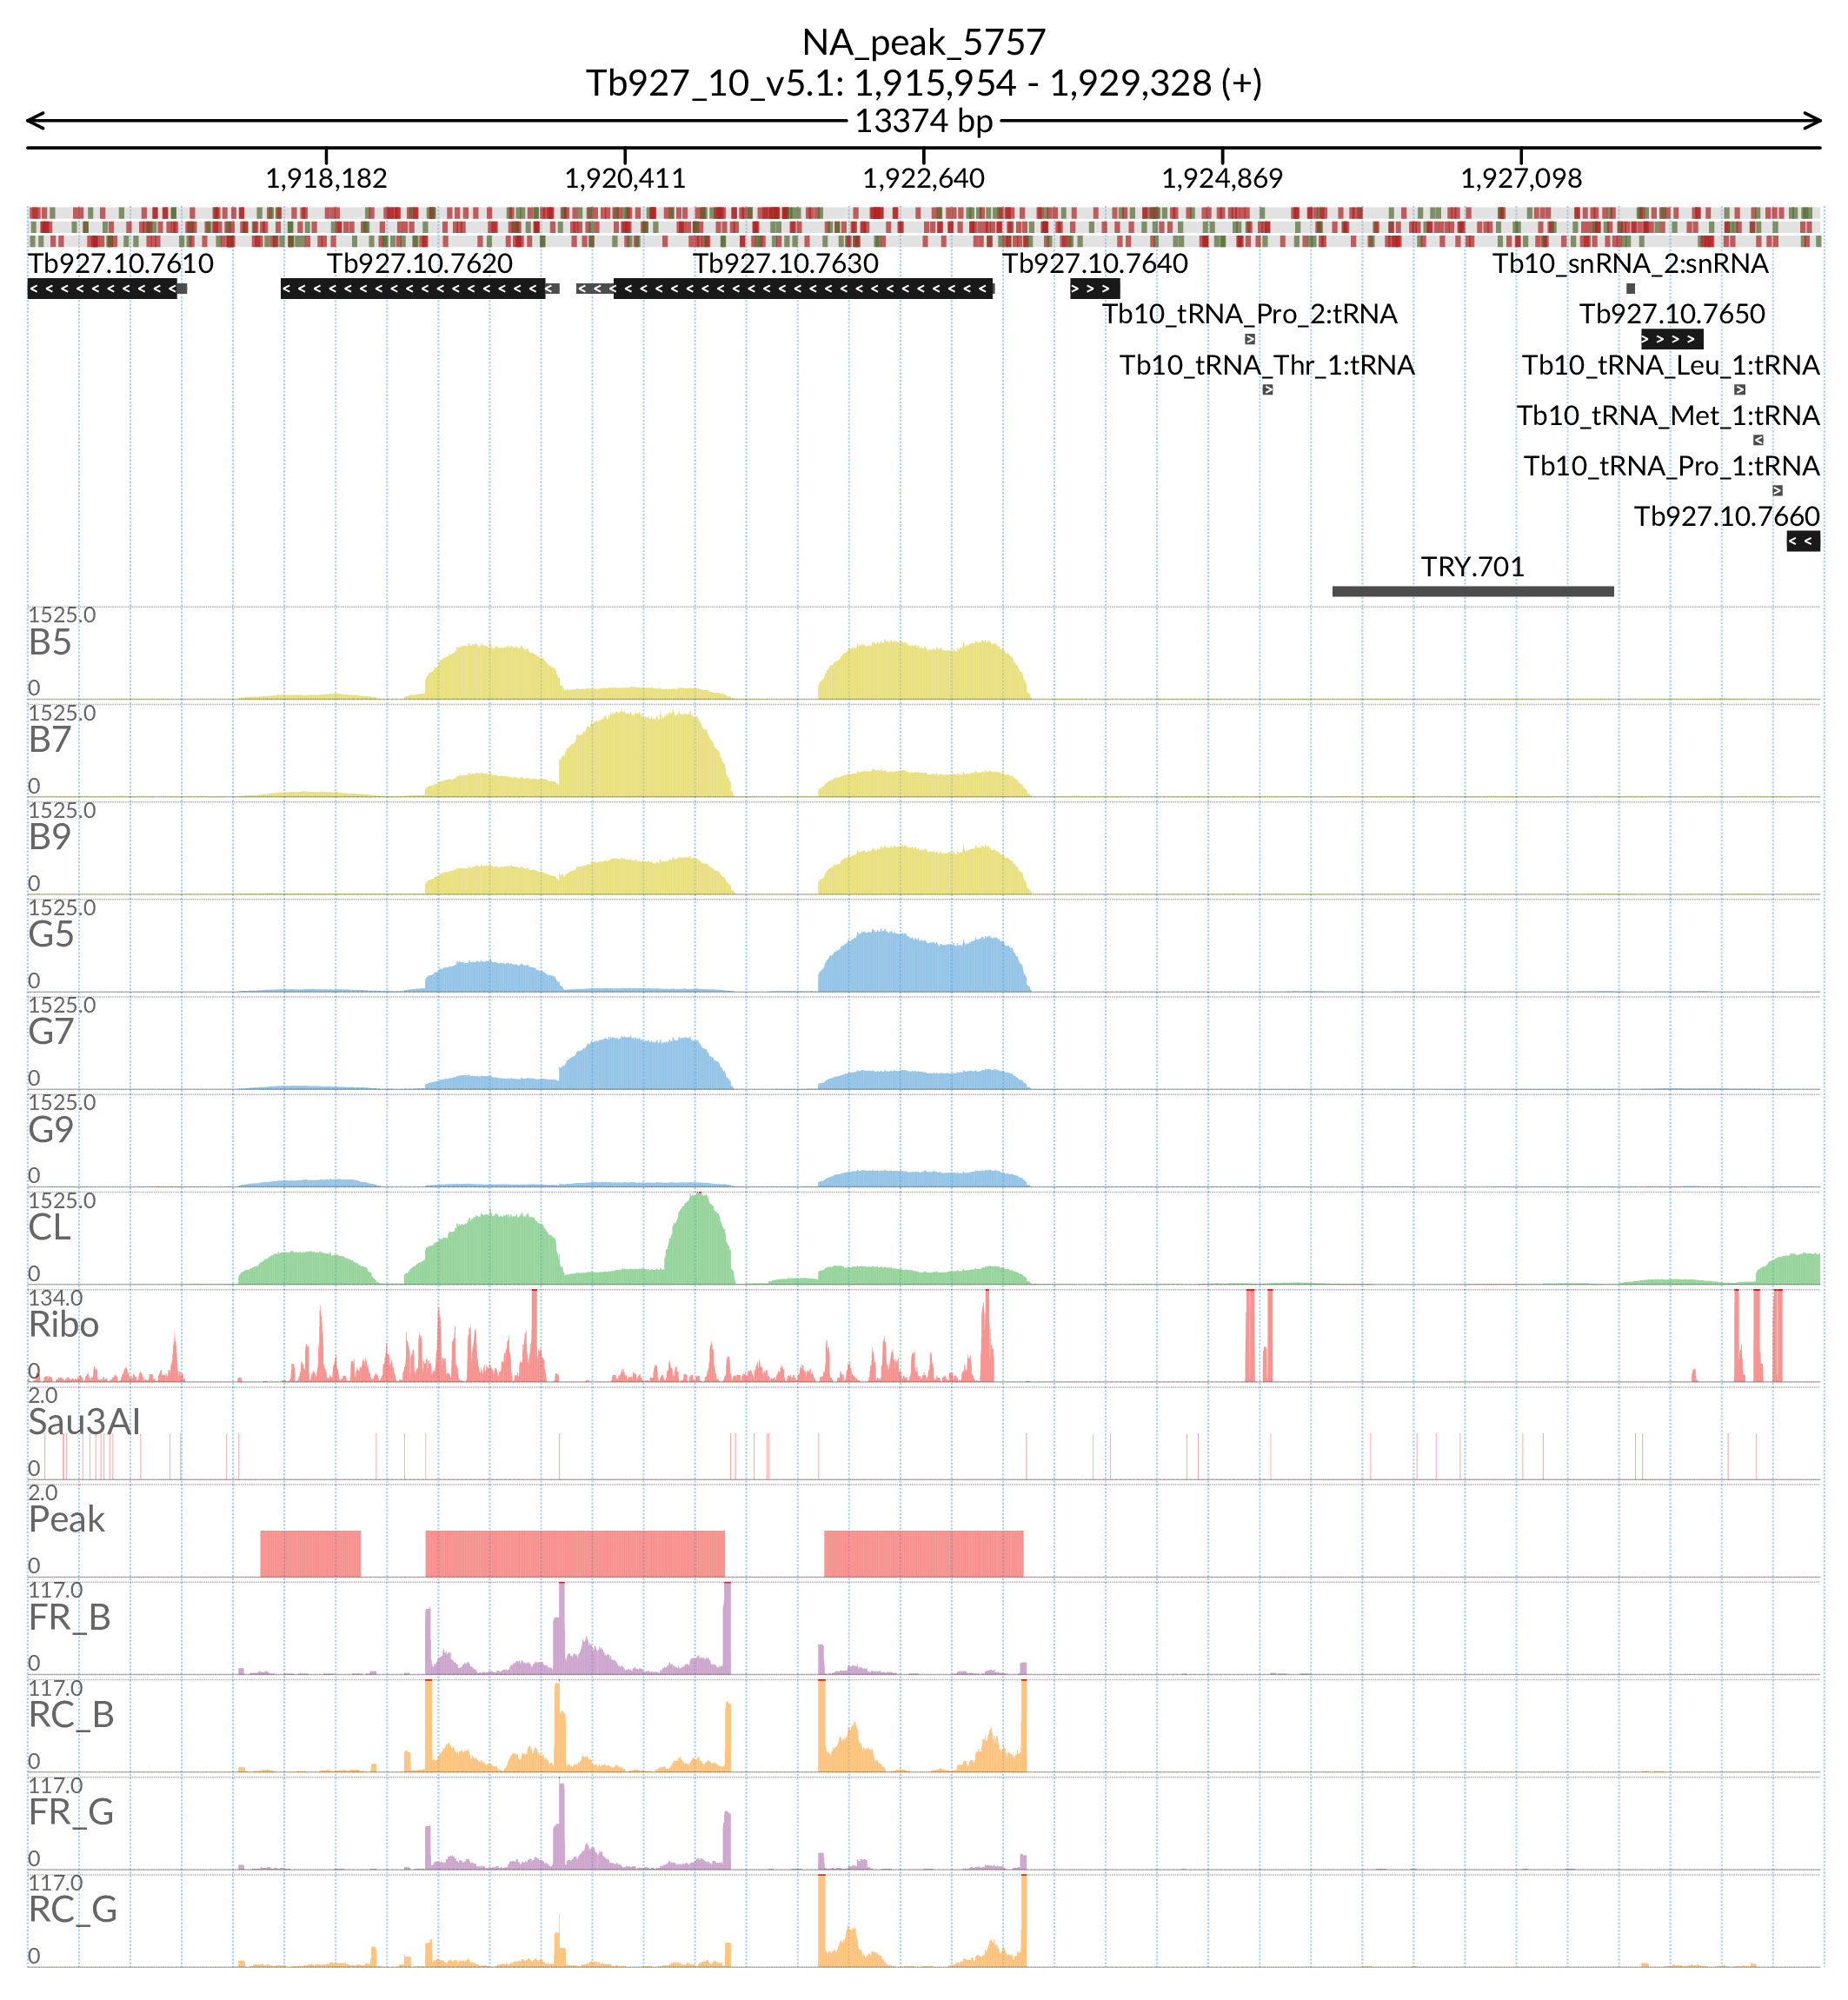 NA_peak_5757
Tb927_10_v5.1: 1,915,954 - 1,929,328 (+)
13374 bp
1,918,182 1,920,411 1,922,640 1,924,869 1,927,098
Tb927.10.7610 Tb927.10.7620 Tb927.10.7630 Tb927.10.7640 Tb10_snRNA_2:snRNA
Tb10_tRNA_Pro_2:tRNA Tb927.10.7650
Tb10_tRNA_Thr_1:tRNA Tb10_tRNA_Leu_1:tRNA
Tb10_tRNA_Met_1:tRNA
Tb10_tRNA_Pro_1:tRNA
Tb927.10.7660
TRY.701
1525.0
B5
0
1525.0
B7
0
1525.0
B9
0
1525.0
G5
0
1525.0
G7
0
1525.0
G9
0
1525.0
CL
0
134.0
Ribo
0
2.0
Sau3AI
0
2.0
Peak
0
117.0
FR_B
0
117.0
RC_B
0
117.0
FR_G
0
117.0
RC_G
0